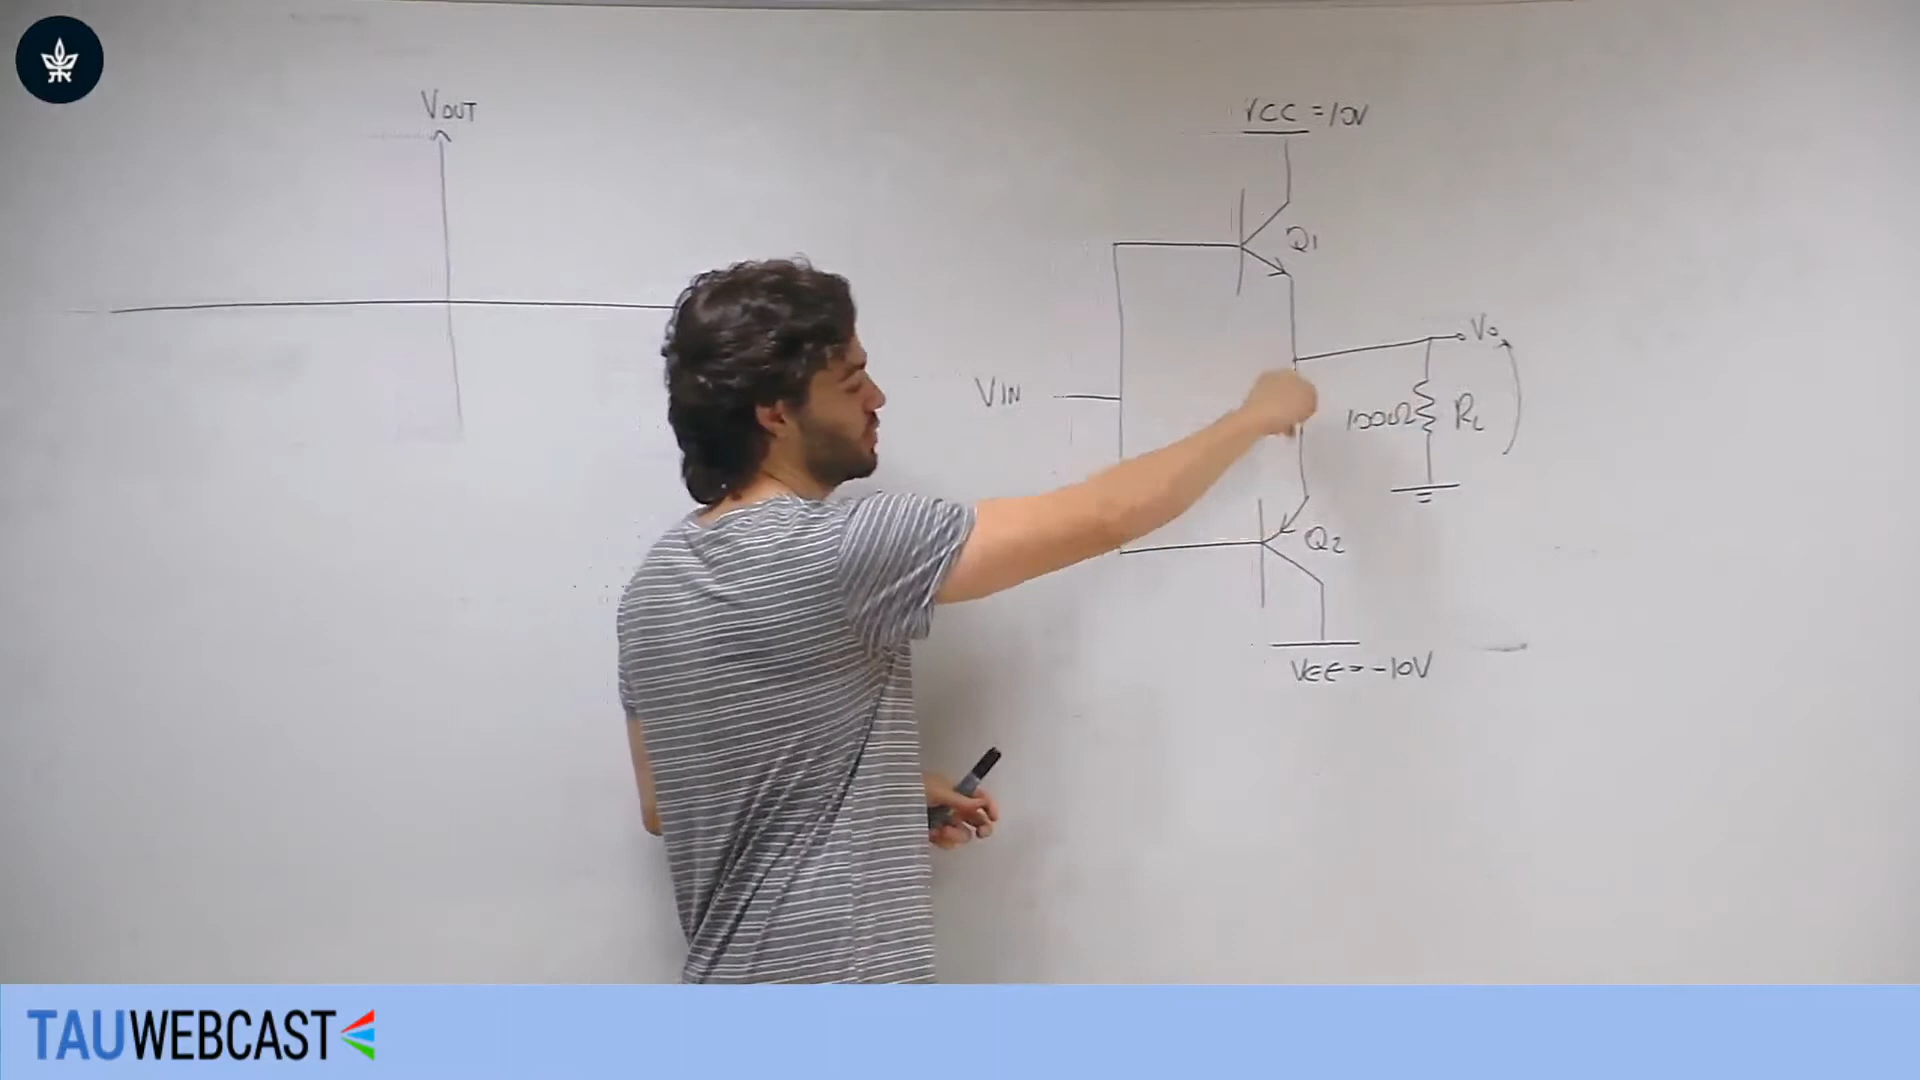 VOUT
VCC = 10V
Q1
Vo
VIN
100Ω
RL
Q2
VEE = -10V
TAUWEBCAST